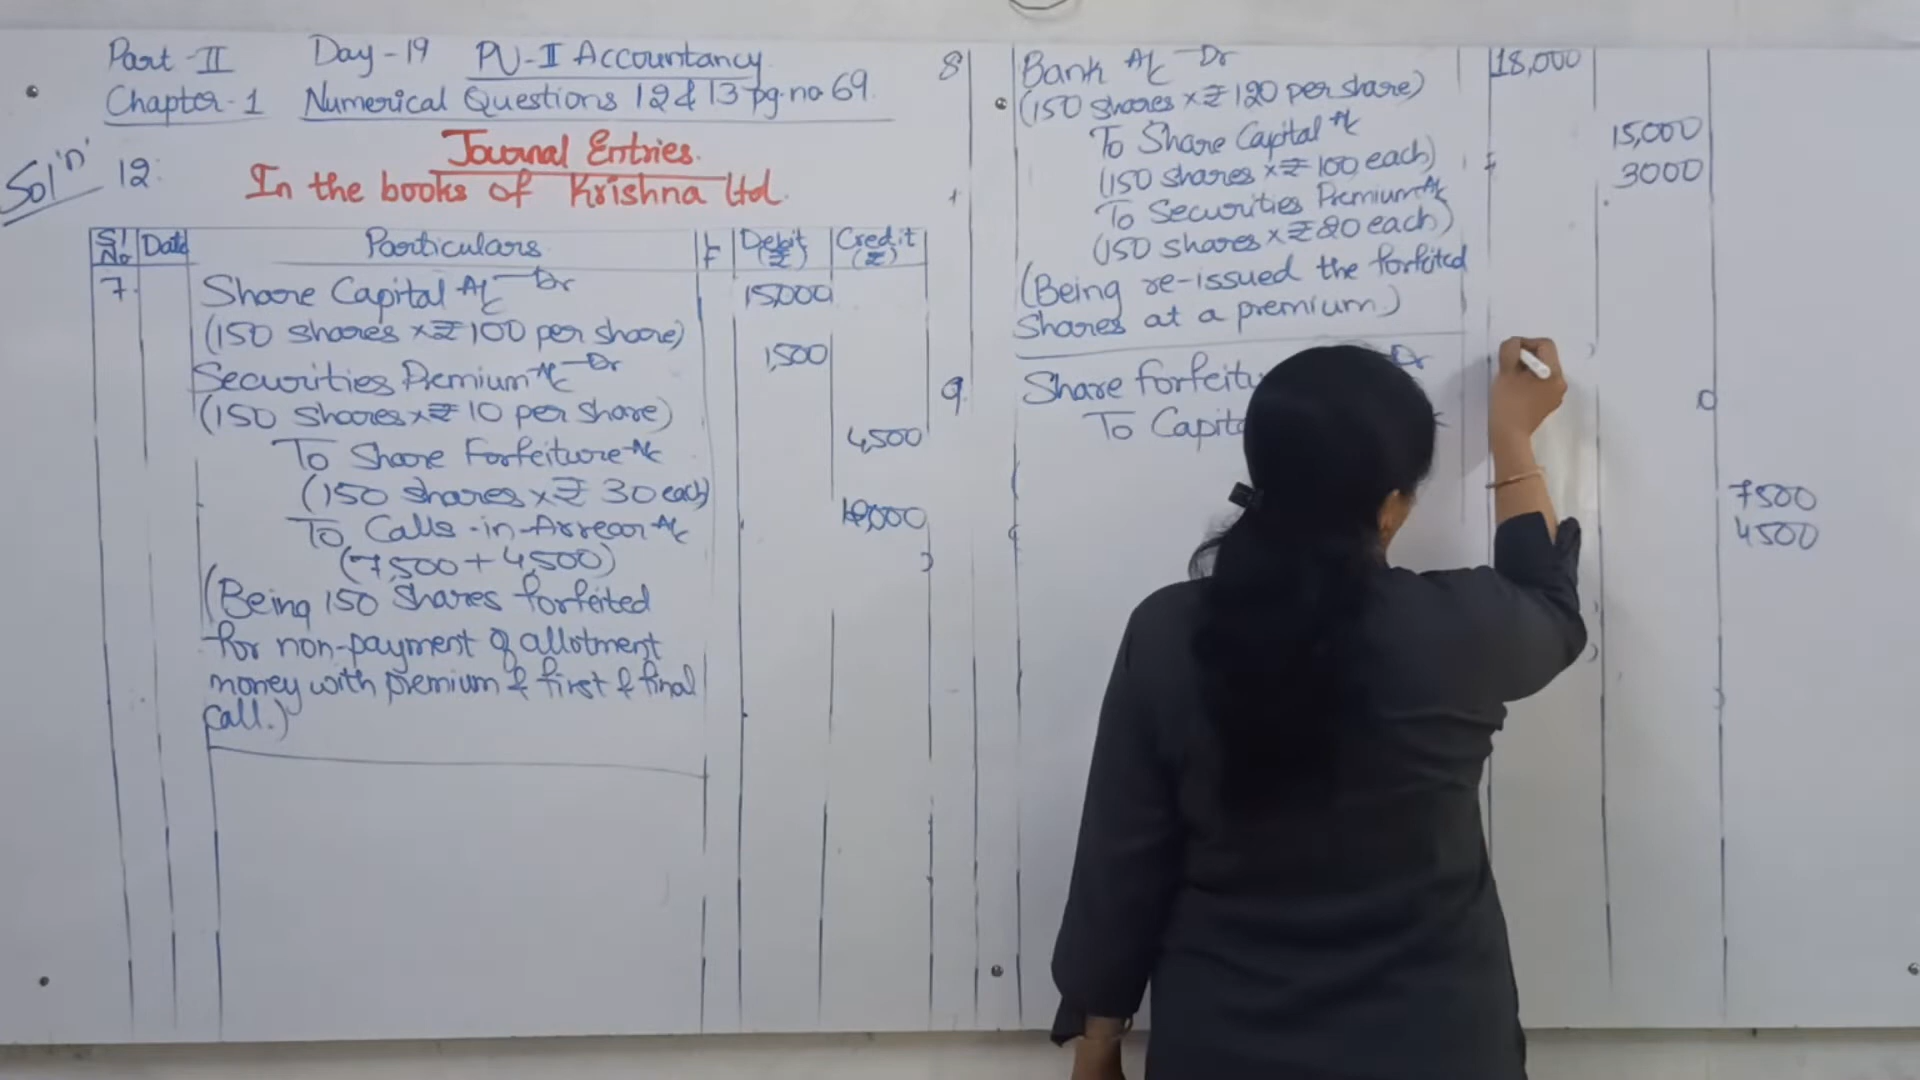 Part-II Day-19 PU-II Accountancy
Chapter-1 Numerical Questions 12 & 13 pg.no 69.
Sol'n' 12:
Journal Entries.
In the books of Krishna Ltd.
Sl No Date Particulars LF Debit (₹) Credit (₹)
7. Share Capital A/c Dr 15,000
(150 shares × ₹ 100 per share)
Securities Premium A/c Dr 1,500
(150 shares × ₹ 10 per share)
To Share Forfeiture A/c 4,500
(150 shares × ₹ 30 each)
To Calls-in-Arrear A/c
(7,500 + 4,500)
(Being 150 shares forfeited
for non-payment of allotment
money with premium & first & final
call.)
8 Bank A/c Dr 18,000
(150 shares × ₹ 120 per share)
To Share Capital A/c 15,000
(150 shares × ₹ 100 each)
To Securities Premium A/c 3000
(150 shares × ₹ 20 each)
(Being re-issued the forfeited
Shares at a premium.)
9. Share forfeitu Dr
To Capit
7500
4500